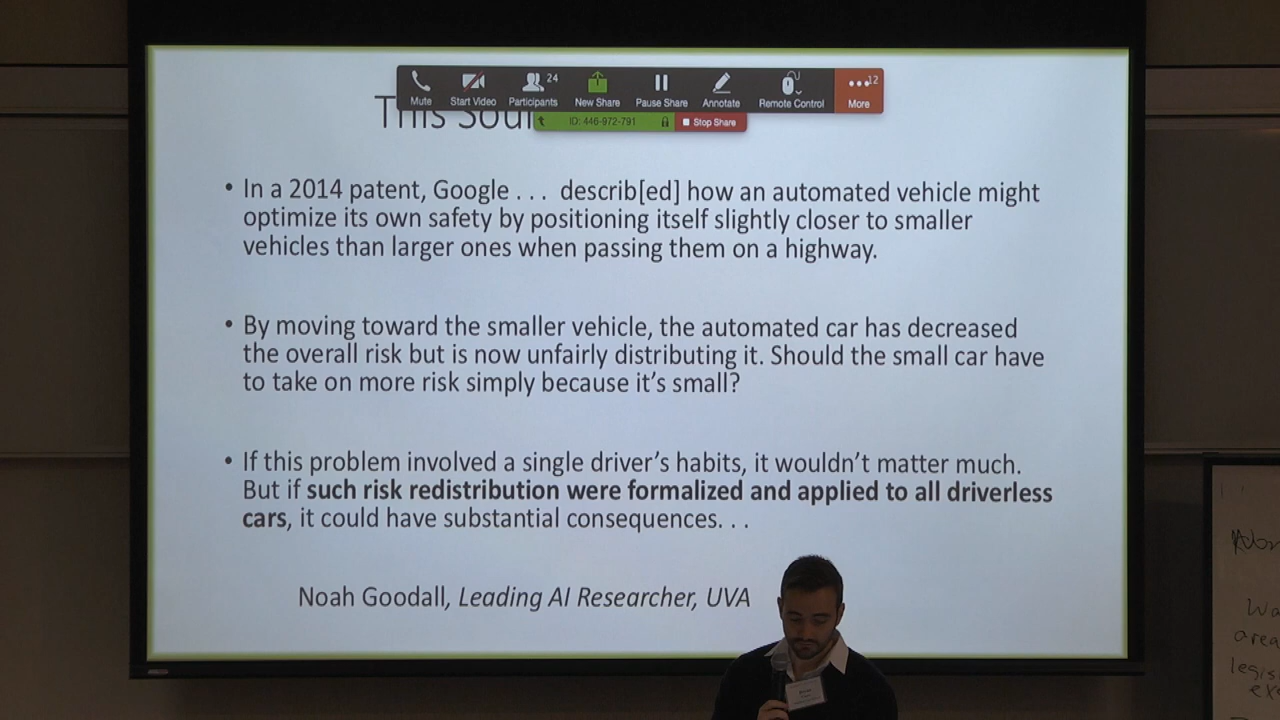 Mute
Start Video
Participants
24
New Share
Pause Share
Annotate
Remote Control
12
More
ID: 446-972-791
Stop Share
This
• In a 2014 patent, Google . . . describ[ed] how an automated vehicle might
optimize its own safety by positioning itself slightly closer to smaller
vehicles than larger ones when passing them on a highway.
• By moving toward the smaller vehicle, the automated car has decreased
the overall risk but is now unfairly distributing it. Should the small car have
to take on more risk simply because it's small?
• If this problem involved a single driver's habits, it wouldn't matter much.
But if such risk redistribution were formalized and applied to all driverless
cars, it could have substantial consequences. . .
Noah Goodall, Leading AI Researcher, UVA